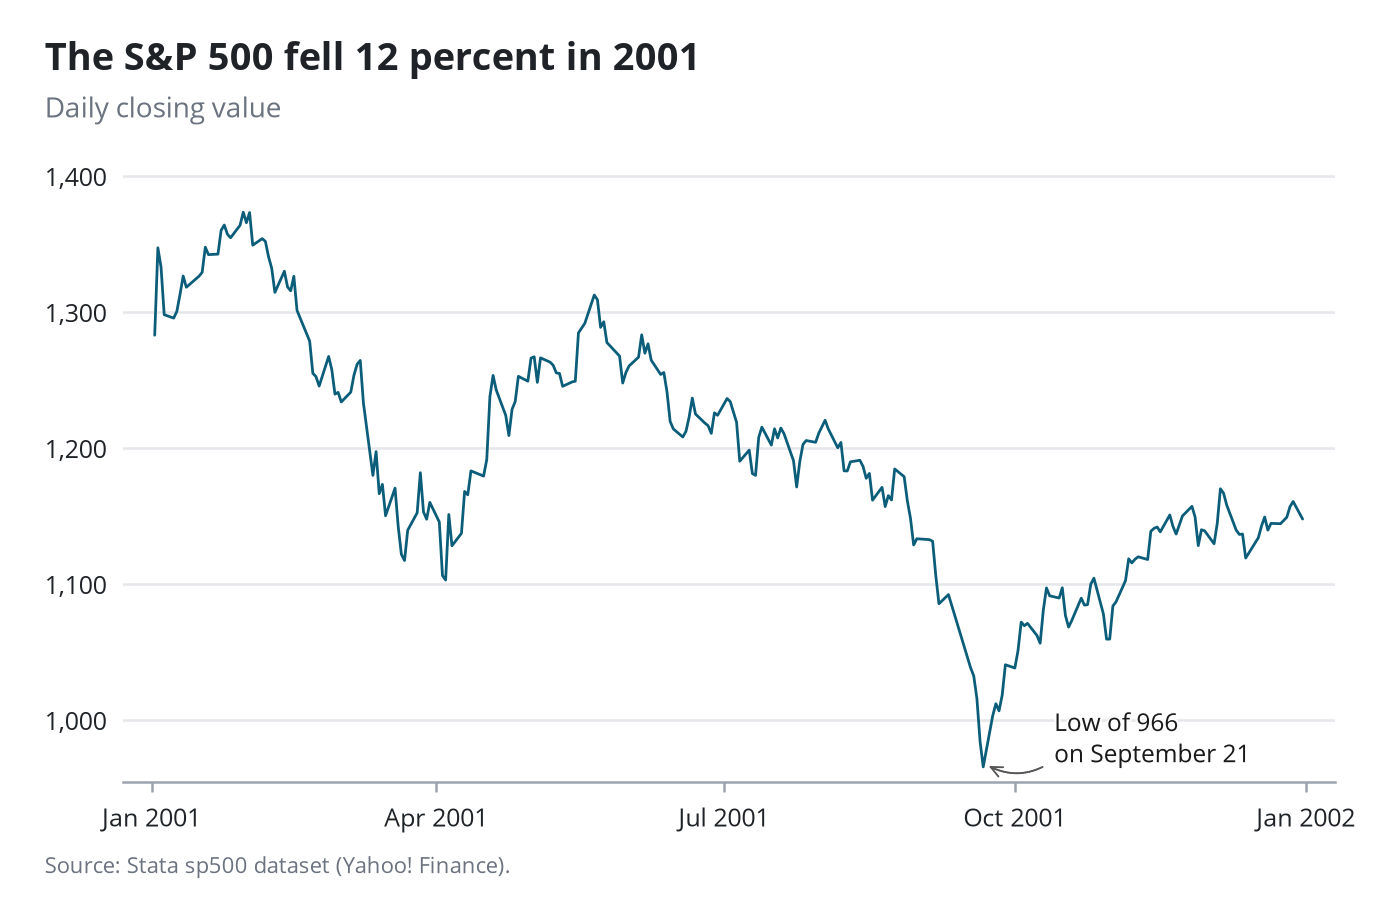 The S&P 500 fell 12 percent in 2001
Daily closing value
1,400
1,300
1,200
1,100
1,000
Low of 966
on September 21
Jan 2001
Apr 2001
Jul 2001
Oct 2001
Jan 2002
Source: Stata sp500 dataset (Yahoo! Finance).